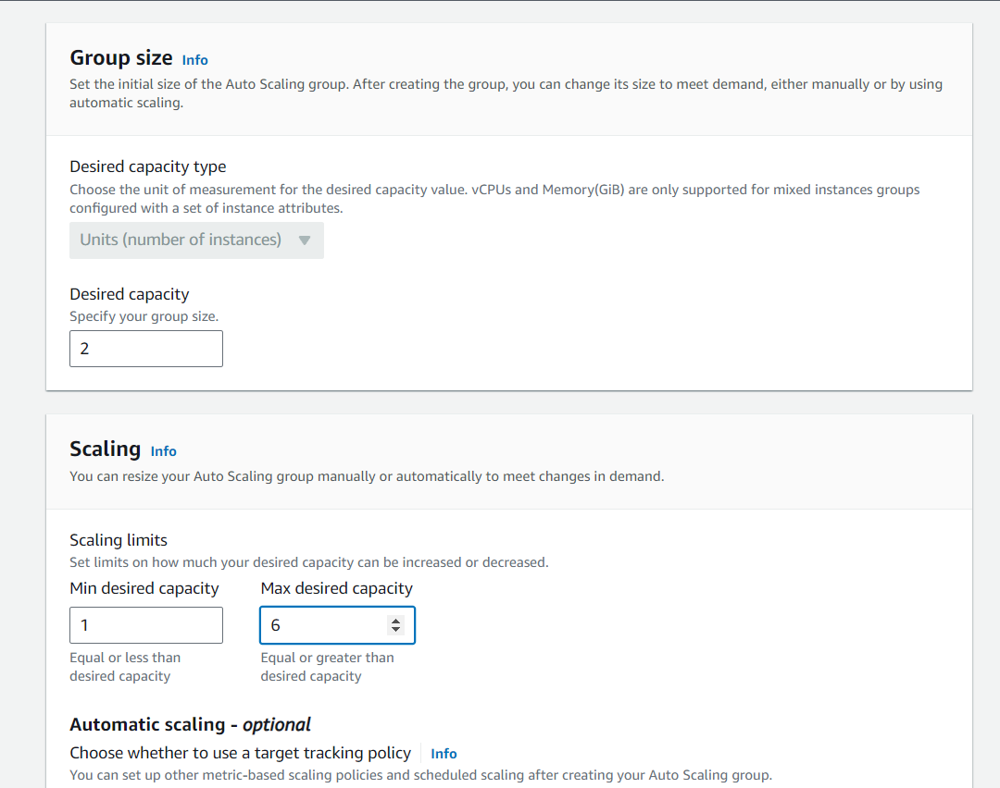 Group size Info
Set the initial size of the Auto Scaling group. After creating the group, you can change its size to meet demand, either manually or by using
automatic scaling.
Desired capacity type
Choose the unit of measurement for the desired capacity value. vCPUs and Memory(GiB) are only supported for mixed instances groups
configured with a set of instance attributes.
Units (number of instances)
Desired capacity
Specify your group size.
2
Scaling Info
You can resize your Auto Scaling group manually or automatically to meet changes in demand.
Scaling limits
Set limits on how much your desired capacity can be increased or decreased.
Min desired capacity
1
Equal or less than
desired capacity
Max desired capacity
6
Equal or greater than
desired capacity
Automatic scaling - optional
Choose whether to use a target tracking policy Info
You can set up other metric-based scaling policies and scheduled scaling after creating your Auto Scaling group.